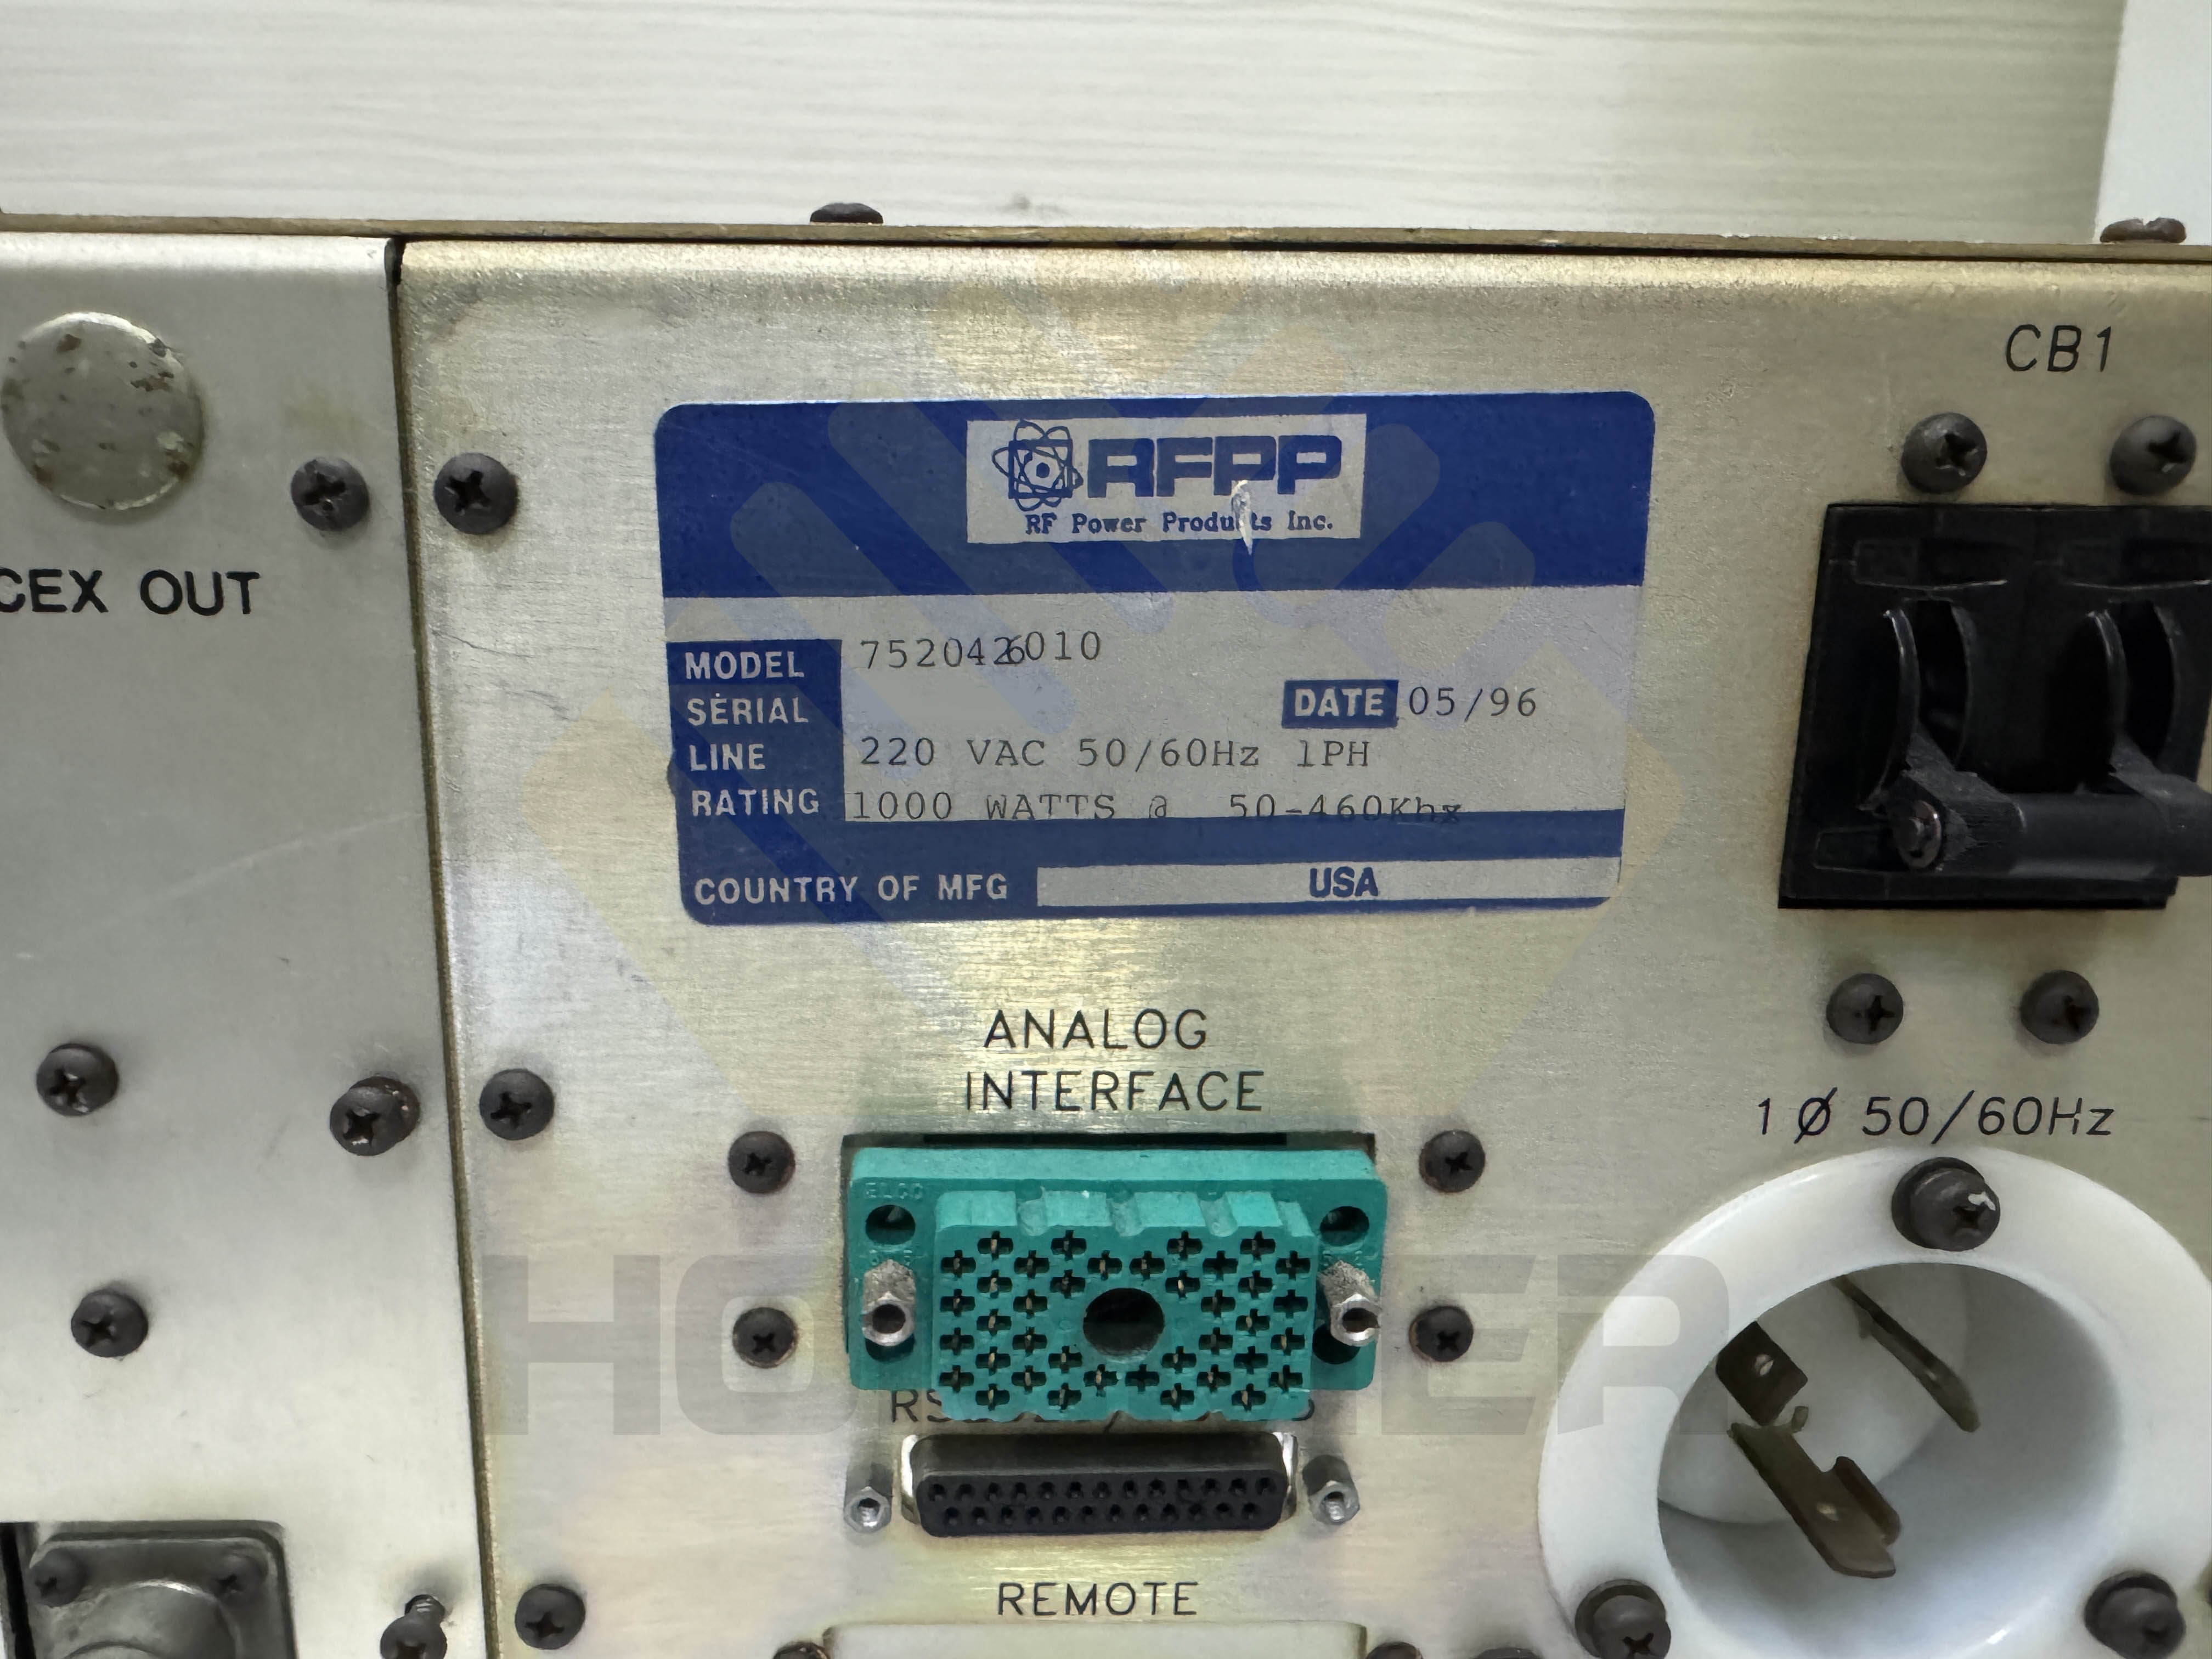 CB1
RFPP
RF Power Products Inc.
CEX OUT
MODEL 7520426010
SERIAL
DATE 05/96
LINE 220 VAC 50/60Hz 1PH
RATING 1000 WATTS @ 50-460Khz
COUNTRY OF MFG USA
ANALOG
INTERFACE
1 Ø 50/60Hz
ELCO
HOMER
REMOTE